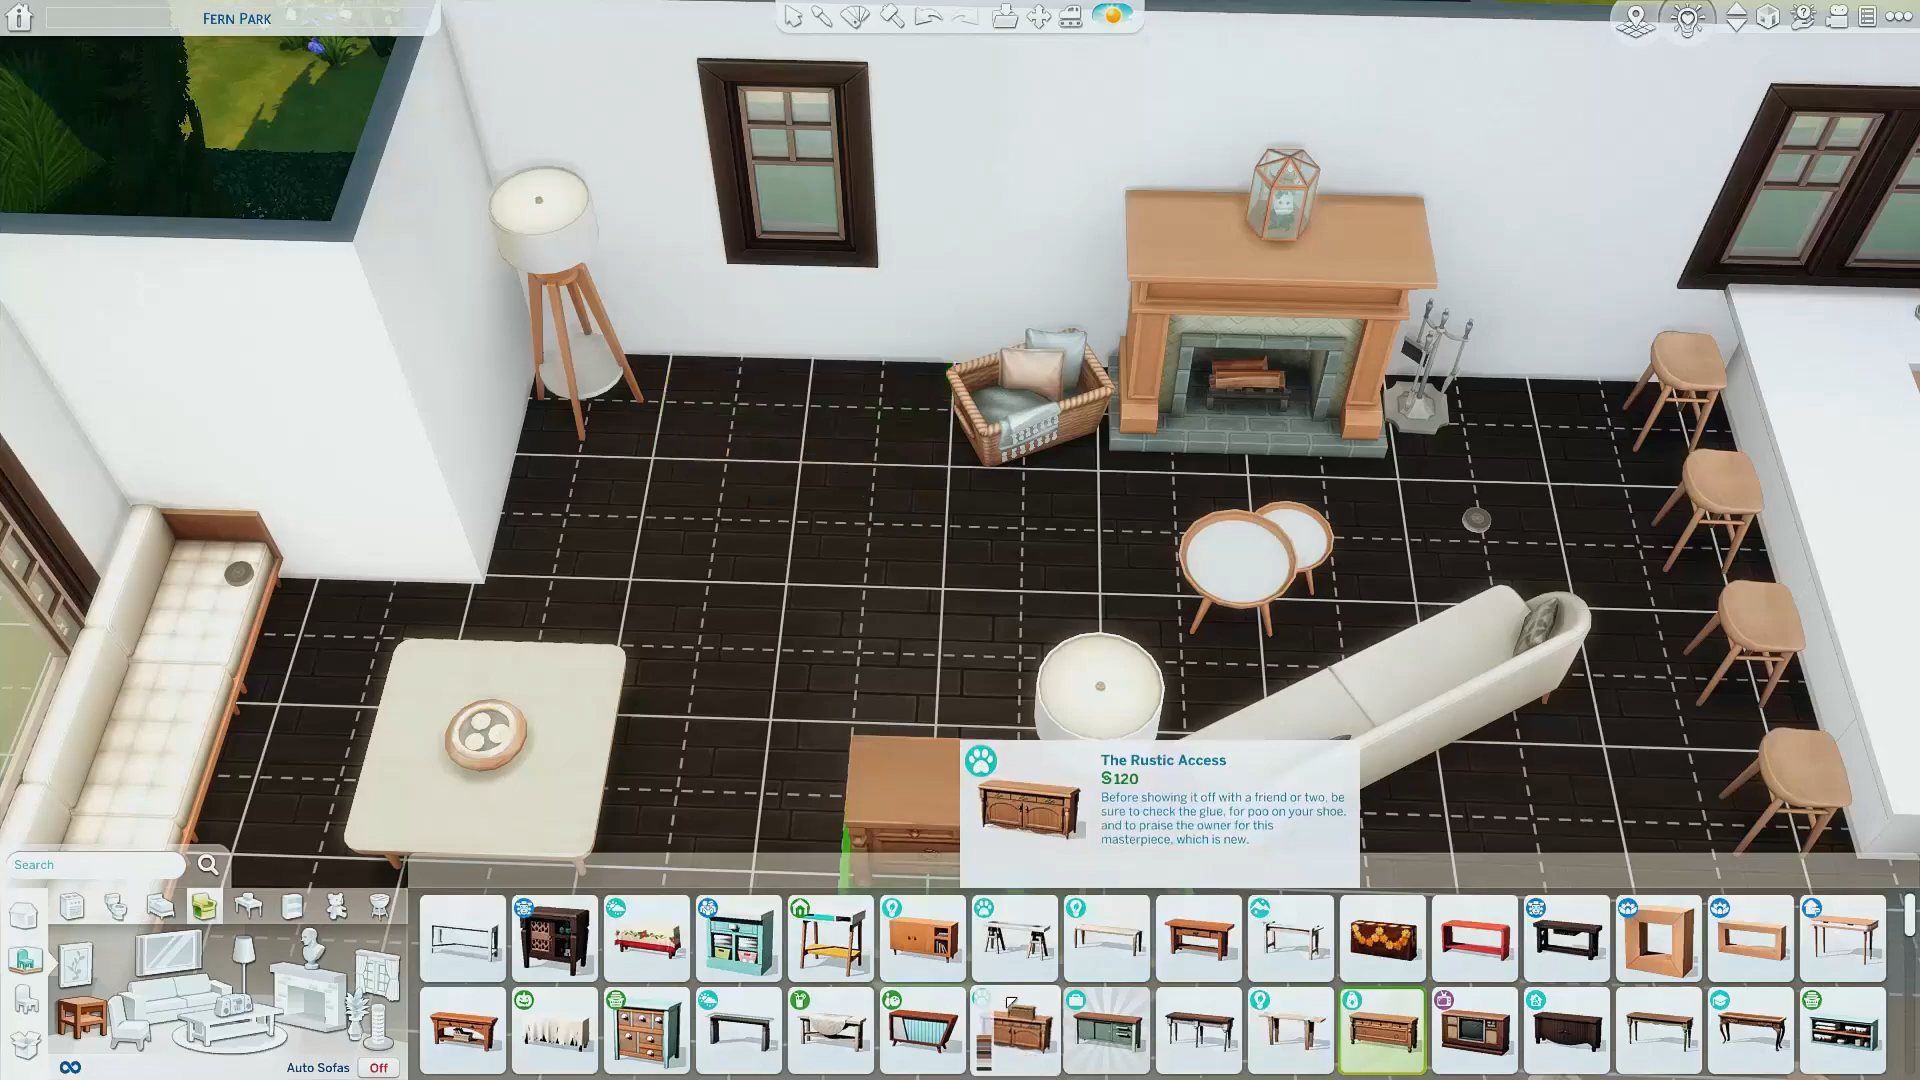 FERN PARK
The Rustic Access
§120
Before showing it off with a friend or two, be
sure to check the glue, for poo on your shoe,
and to praise the owner for this
masterpiece, which is new.
Search
Auto Sofas Off